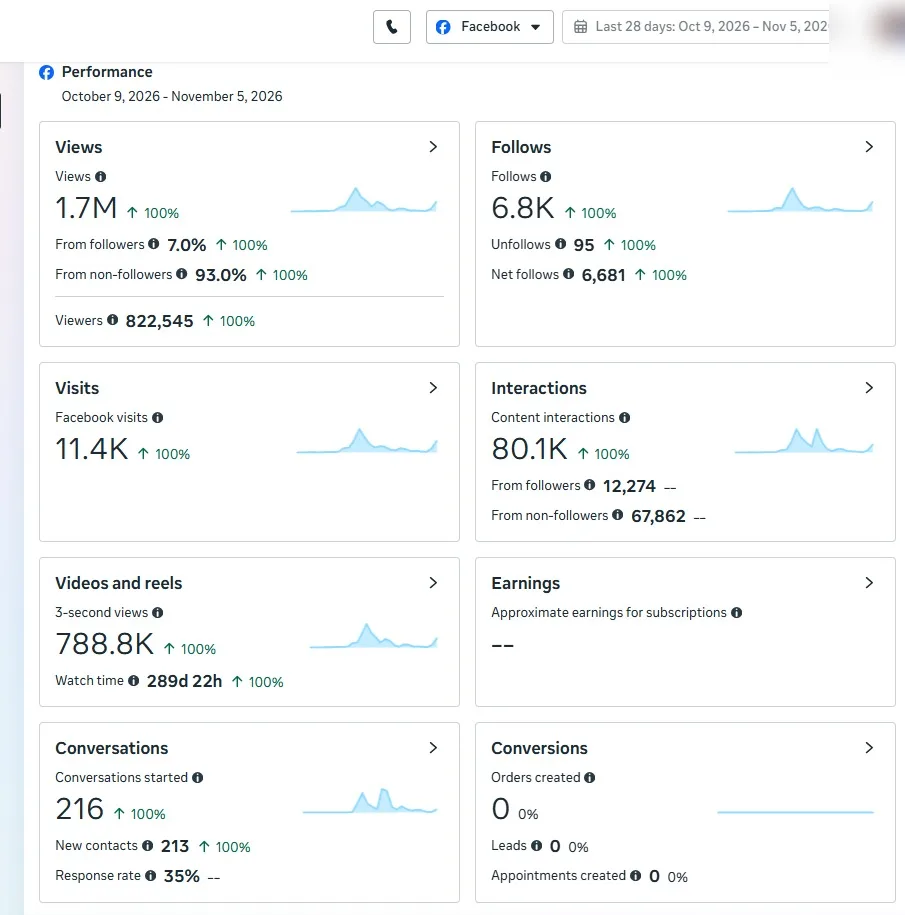 Facebook
Last 28 days: Oct 9, 2026 – Nov 5, 202
Performance
October 9, 2026 - November 5, 2026
Views
Views
1.7M ↑ 100%
From followers 7.0% ↑ 100%
From non-followers 93.0% ↑ 100%
Viewers 822,545 ↑ 100%
Follows
Follows
6.8K ↑ 100%
Unfollows 95 ↑ 100%
Net follows 6,681 ↑ 100%
Visits
Facebook visits
11.4K ↑ 100%
Interactions
Content interactions
80.1K ↑ 100%
From followers 12,274 --
From non-followers 67,862 --
Videos and reels
3-second views
788.8K ↑ 100%
Watch time 289d 22h ↑ 100%
Earnings
Approximate earnings for subscriptions
--
Conversations
Conversations started
216 ↑ 100%
New contacts 213 ↑ 100%
Response rate 35% --
Conversions
Orders created
0 0%
Leads 0 0%
Appointments created 0 0%